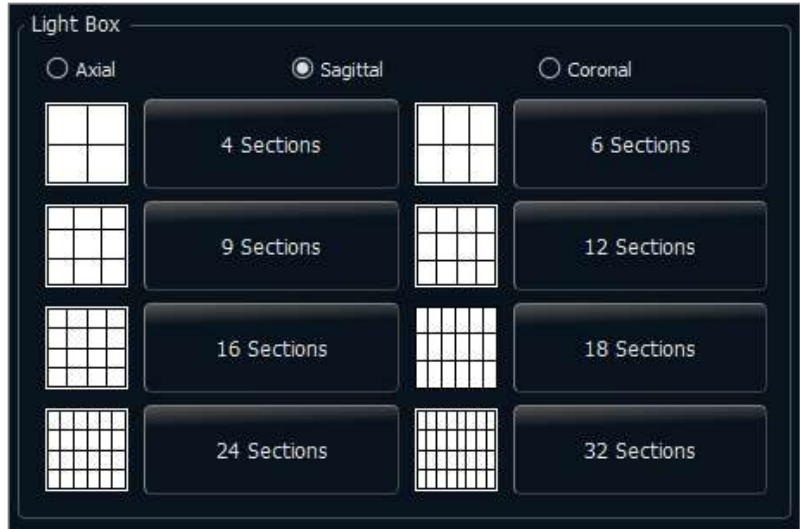 Light Box
Axial Sagittal Coronal
4 Sections 6 Sections
9 Sections 12 Sections
16 Sections 18 Sections
24 Sections 32 Sections